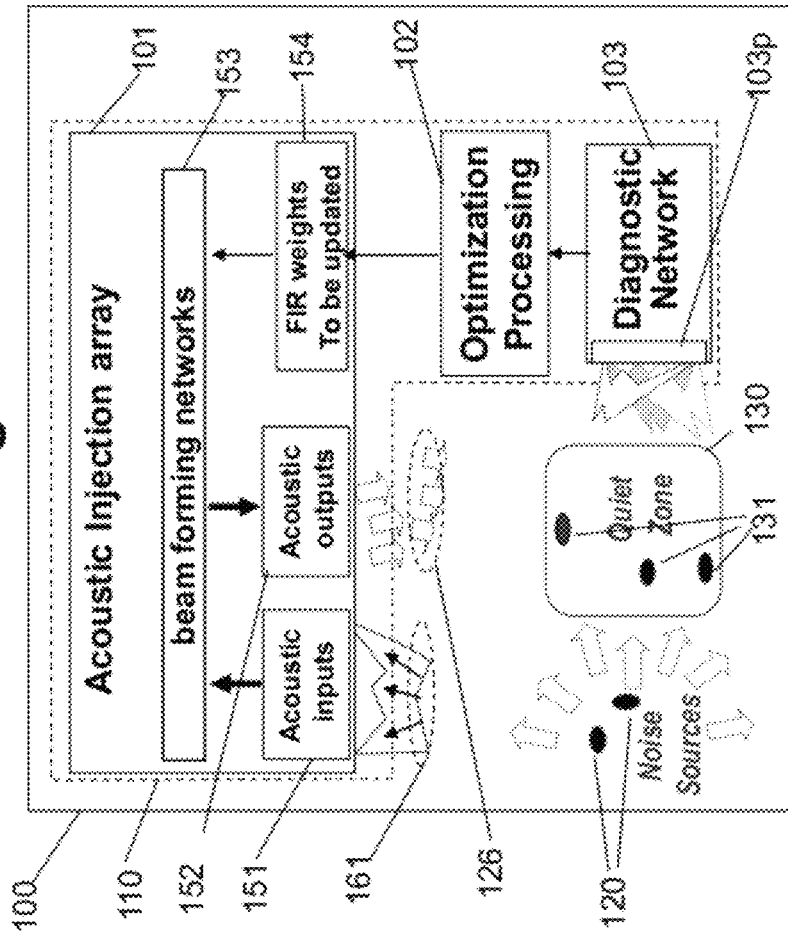 Acoustic Injection array
beam forming networks
Acoustic
inputs
Acoustic
outputs
FIR weights
To be updated
Optimization
Processing
Diagnostic
Network
Noise
Sources
Quiet
Zone
100
110
152
151
161
126
120
101
153
154
102
103
103p
130
131